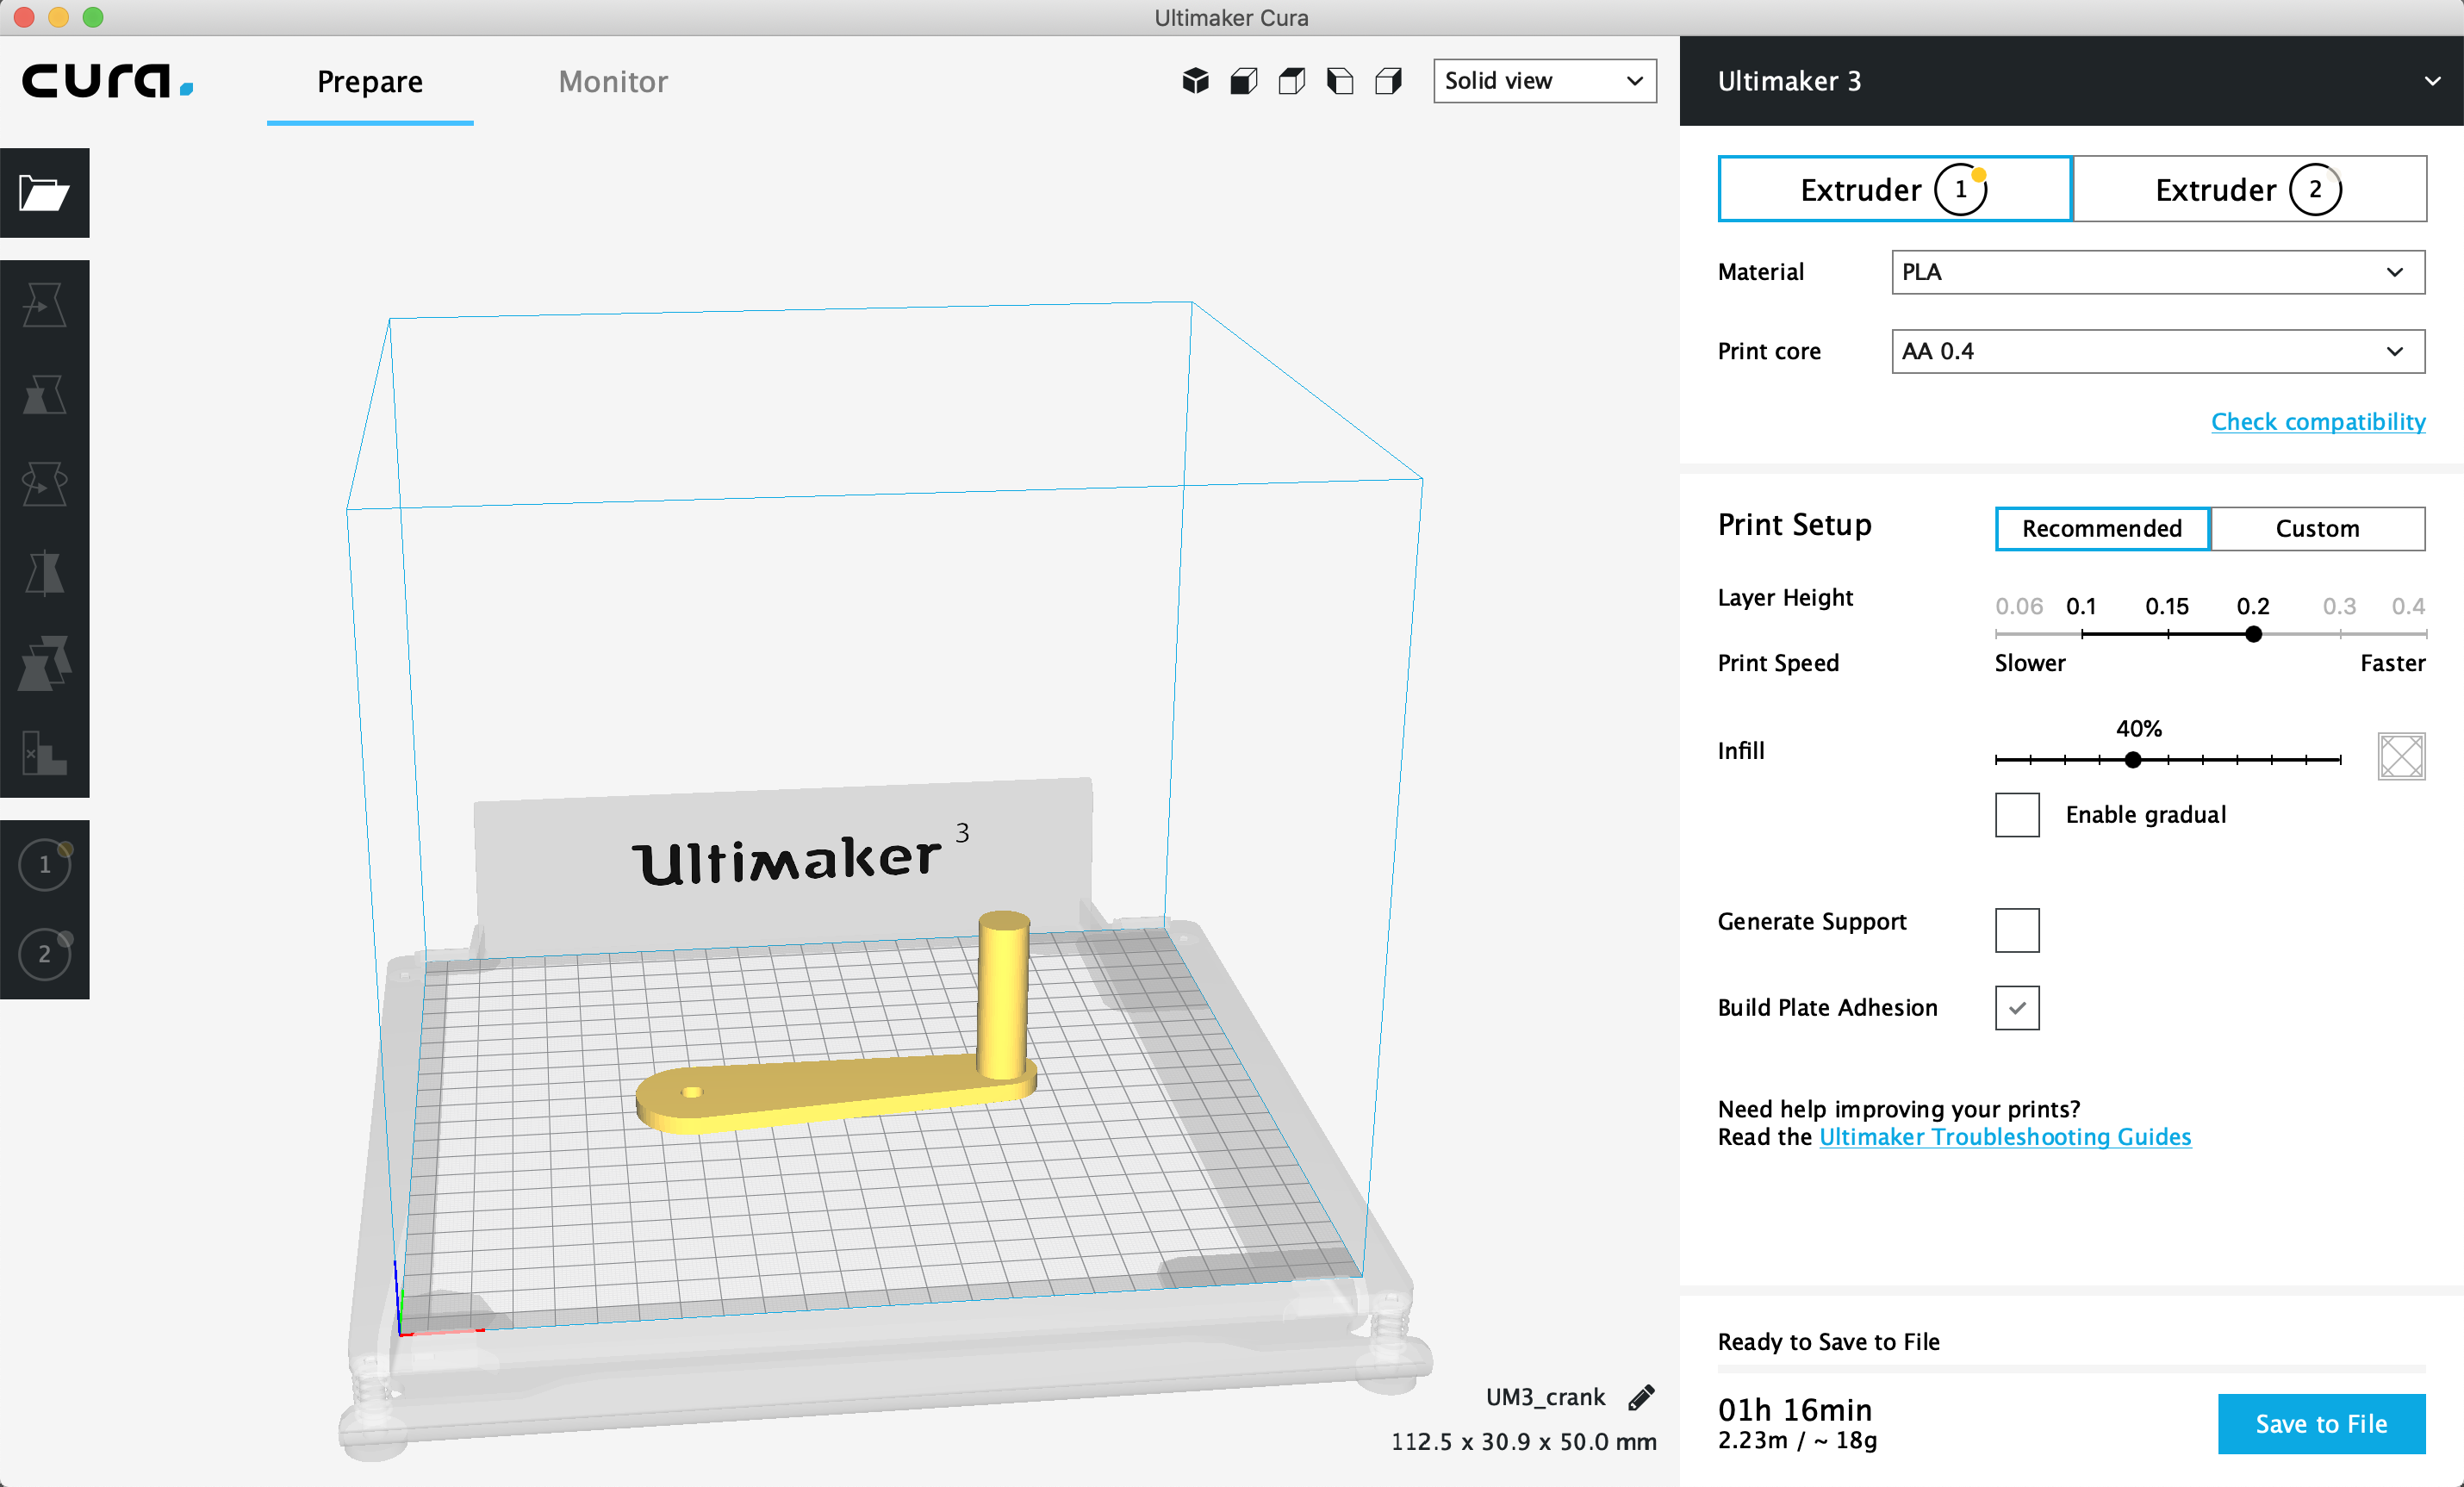 Ultimaker Cura
cura.
Prepare
Monitor
Solid view
Ultimaker 3
Extruder 1
Extruder 2
Material
PLA
Print core
AA 0.4
Check compatibility
Print Setup
Recommended
Custom
Layer Height
0.06 0.1 0.15 0.2 0.3 0.4
Print Speed
Slower
Faster
40%
Infill
Enable gradual
Generate Support
Build Plate Adhesion
Need help improving your prints?
Read the Ultimaker Troubleshooting Guides
Ready to Save to File
01h 16min
2.23m / ~ 18g
Save to File
1
2
Ultimaker 3
UM3_crank
112.5 x 30.9 x 50.0 mm